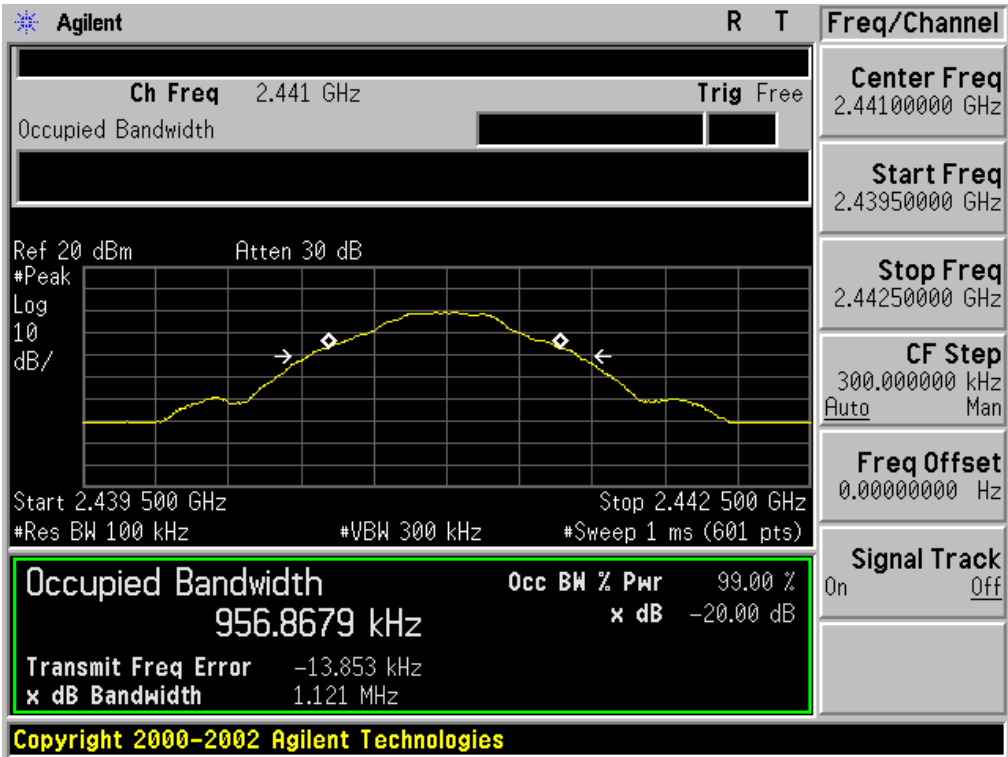 Agilent R T
Ch Freq 2.441 GHz Trig Free
Occupied Bandwidth
Ref 20 dBm Atten 30 dB
#Peak
Log
10
dB/
Start 2.439 500 GHz Stop 2.442 500 GHz
#Res BW 100 kHz #VBW 300 kHz #Sweep 1 ms (601 pts)
Occupied Bandwidth Occ BW % Pwr 99.00 %
956.8679 kHz x dB -20.00 dB
Transmit Freq Error -13.853 kHz
x dB Bandwidth 1.121 MHz
Copyright 2000-2002 Agilent Technologies
Freq/Channel
Center Freq
2.44100000 GHz
Start Freq
2.43950000 GHz
Stop Freq
2.44250000 GHz
CF Step
300.000000 kHz
Auto Man
Freq Offset
0.00000000 Hz
Signal Track
On Off